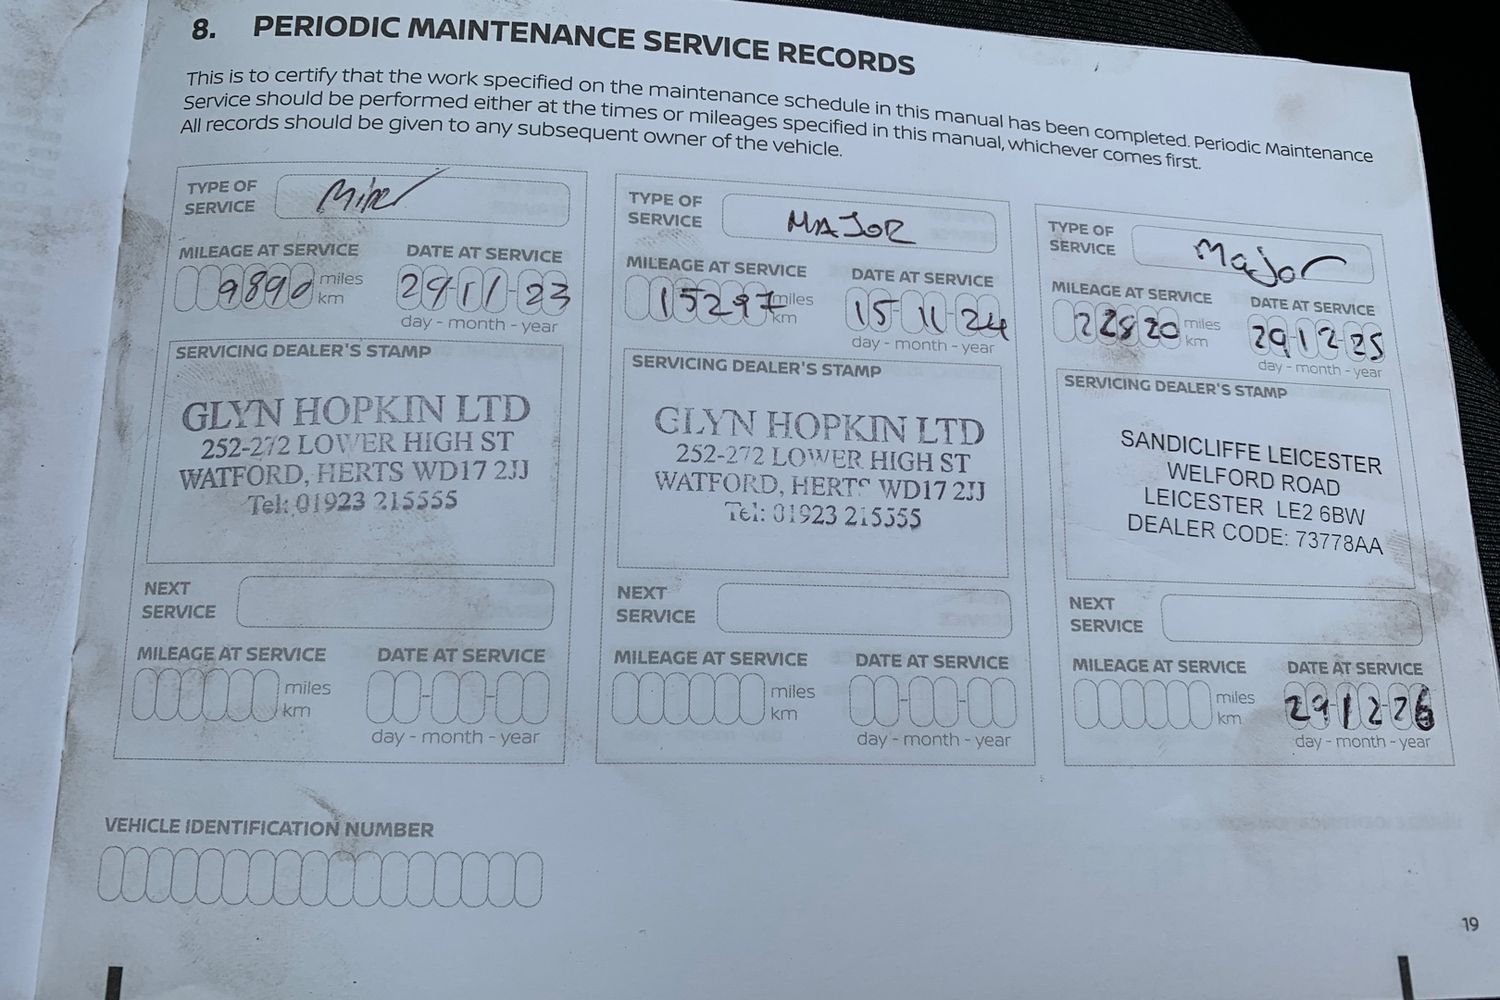 8. PERIODIC MAINTENANCE SERVICE RECORDS
This is to certify that the work specified on the maintenance schedule in this manual has been completed. Periodic Maintenance
Service should be performed either at the times or mileages specified in this manual, whichever comes first.
All records should be given to any subsequent owner of the vehicle.
TYPE OF
SERVICE
MILEAGE AT SERVICE DATE AT SERVICE
9890 miles
km
29-11-23
day - month - year
SERVICING DEALER'S STAMP
GLYN HOPKIN LTD
252-272 LOWER HIGH ST
WATFORD, HERTS WD17 2JJ
Tel: 01923 215555
NEXT
SERVICE
MILEAGE AT SERVICE DATE AT SERVICE
miles
km
day - month - year
TYPE OF
SERVICE MAJOR
MILEAGE AT SERVICE DATE AT SERVICE
15297 miles
km
15-11-24
day - month - year
SERVICING DEALER'S STAMP
GLYN HOPKIN LTD
252-272 LOWER HIGH ST
WATFORD, HERTS WD17 2JJ
Tel: 01923 215555
NEXT
SERVICE
MILEAGE AT SERVICE DATE AT SERVICE
miles
km
day - month - year
TYPE OF
SERVICE Major
MILEAGE AT SERVICE DATE AT SERVICE
22820 miles
km
29-12-25
day - month - year
SERVICING DEALER'S STAMP
SANDICLIFFE LEICESTER
WELFORD ROAD
LEICESTER LE2 6BW
DEALER CODE: 73778AA
NEXT
SERVICE
MILEAGE AT SERVICE DATE AT SERVICE
miles
km
29-12-26
day - month - year
VEHICLE IDENTIFICATION NUMBER
19